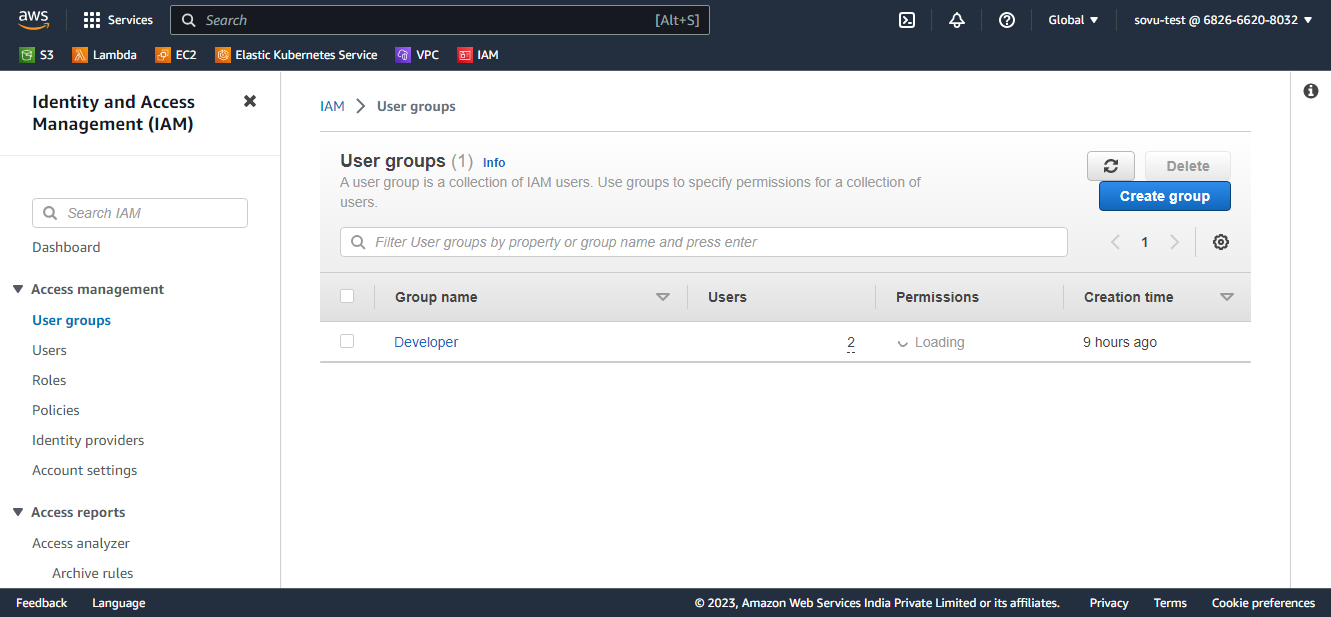 aws
Services
Search
[Alt+S]
Global
sovu-test @ 6826-6620-8032
S3
Lambda
EC2
Elastic Kubernetes Service
VPC
IAM
Identity and Access
Management (IAM)
Search IAM
Dashboard
Access management
User groups
Users
Roles
Policies
Identity providers
Account settings
Access reports
Access analyzer
Archive rules
IAM
User groups
User groups (1) Info
A user group is a collection of IAM users. Use groups to specify permissions for a collection of
users.
Delete
Create group
Filter User groups by property or group name and press enter
1
Group name
Users
Permissions
Creation time
Developer
2
Loading
9 hours ago
Feedback
Language
© 2023, Amazon Web Services India Private Limited or its affiliates.
Privacy
Terms
Cookie preferences